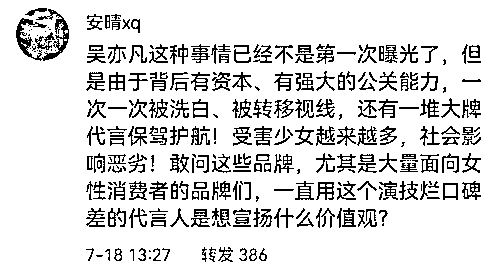 安晴xq
吴亦凡这种事情已经不是第一次曝光了，但
是由于背后有资本、有强大的公关能力，一
次一次被洗白、被转移视线，还有一堆大牌
代言保驾护航！受害少女越来越多，社会影
响恶劣！敢问这些品牌，尤其是大量面向女
性消费者的品牌们，一直用这个演技烂口碑
差的代言人是想宣扬什么价值观？
7-18 13:27 转发 386